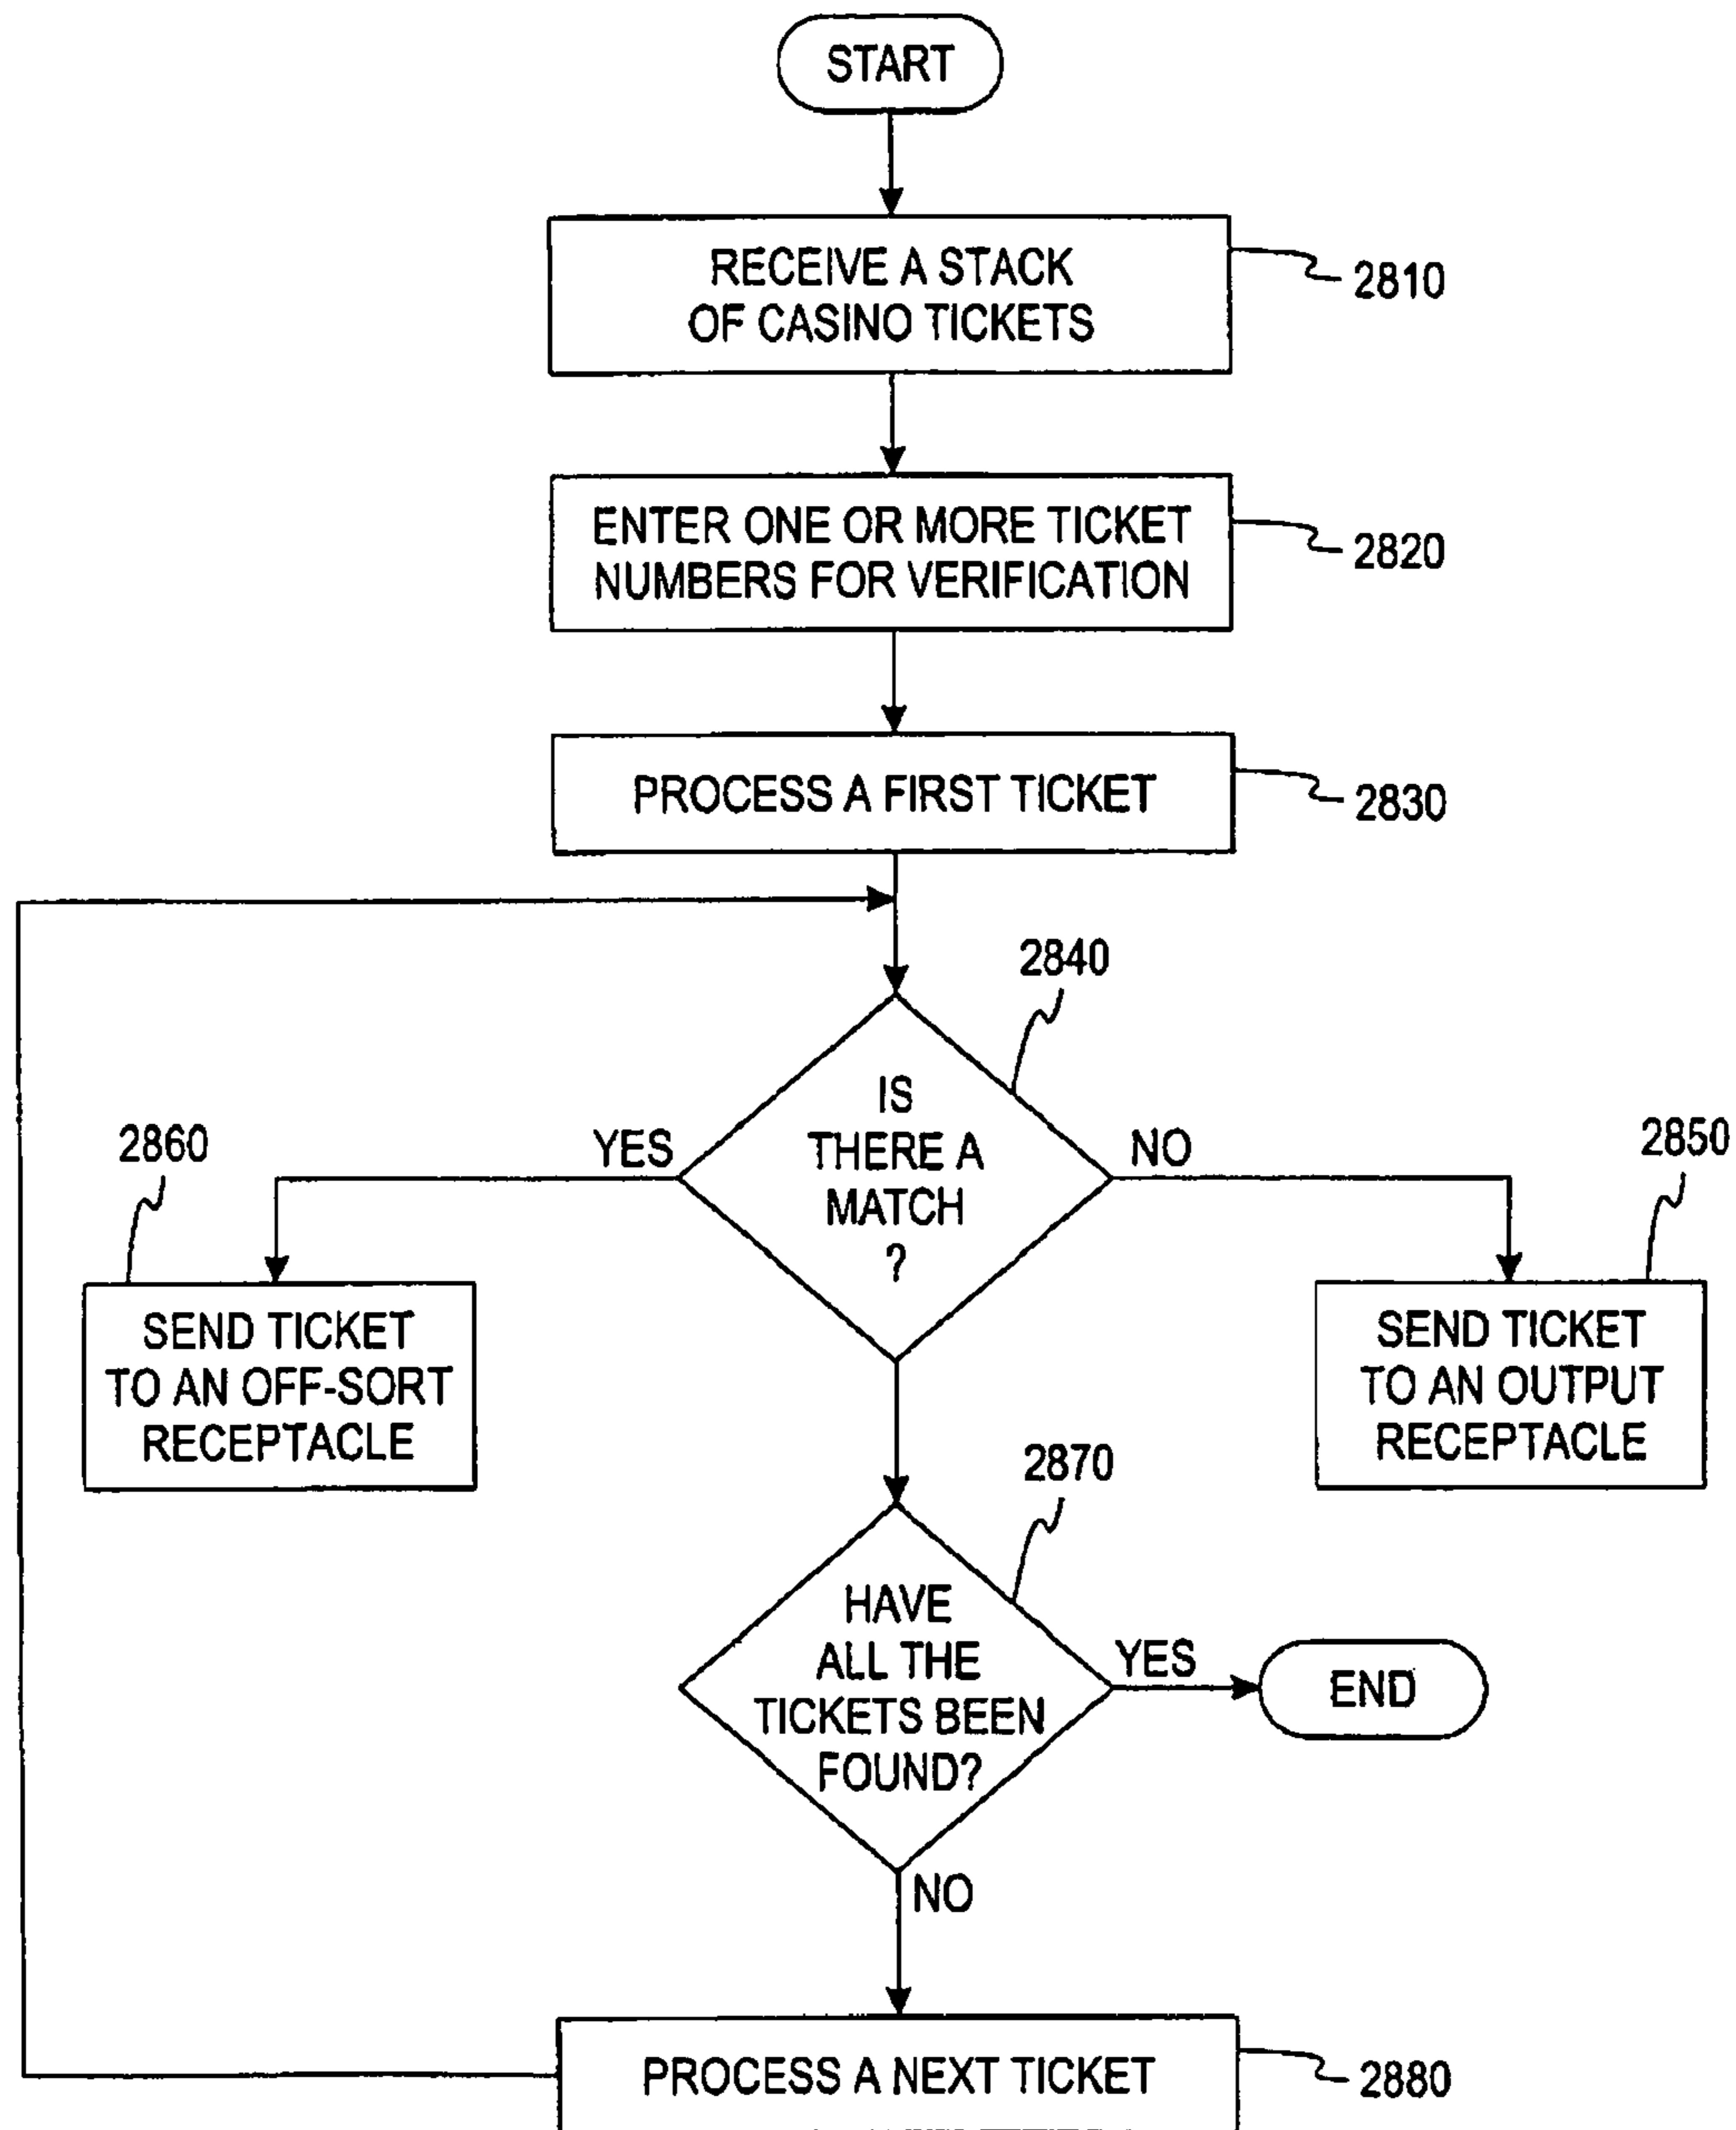 START
RECEIVE A STACK
OF CASINO TICKETS
2810
ENTER ONE OR MORE TICKET
NUMBERS FOR VERIFICATION
2820
PROCESS A FIRST TICKET
2830
2840
IS
THERE A
MATCH
?
YES
NO
2860
SEND TICKET
TO AN OFF-SORT
RECEPTACLE
2850
SEND TICKET
TO AN OUTPUT
RECEPTACLE
2870
HAVE
ALL THE
TICKETS BEEN
FOUND?
YES
END
NO
PROCESS A NEXT TICKET
2880